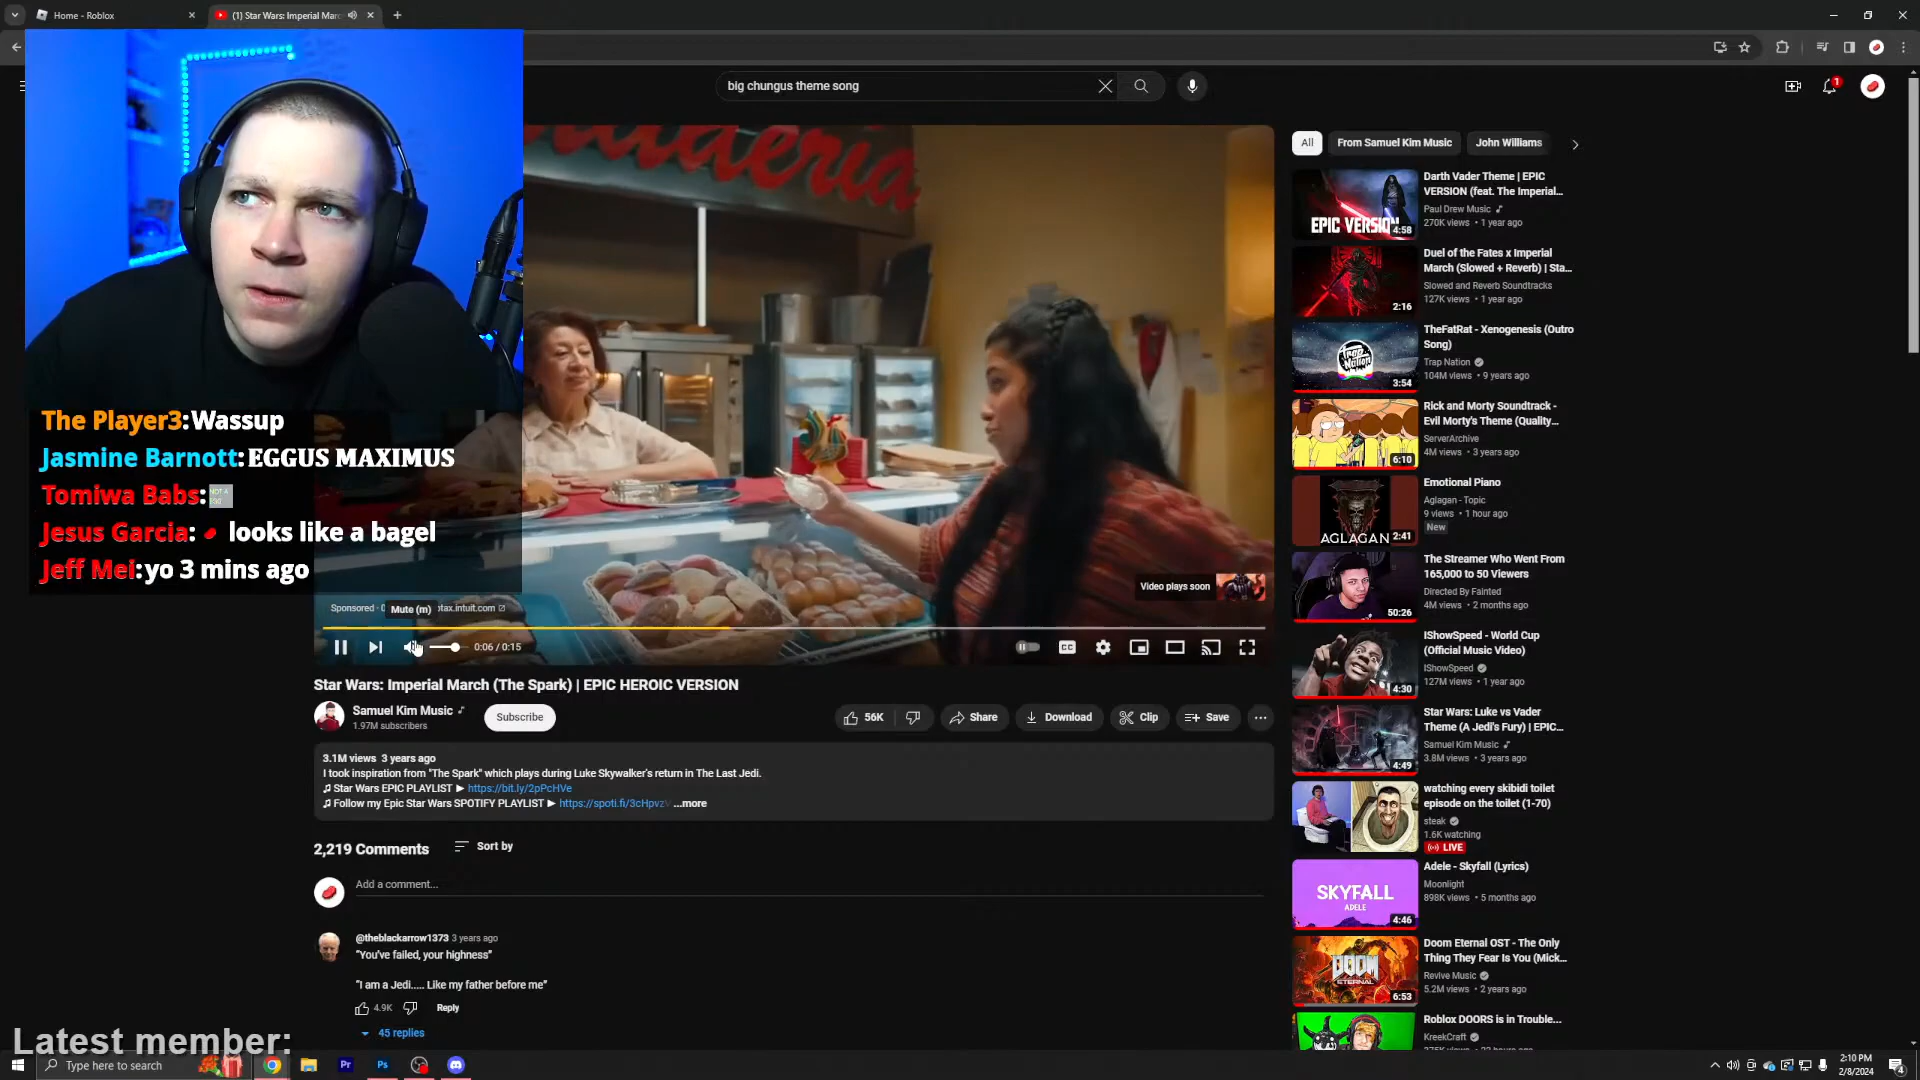 Home - Roblox
(1) Star Wars: Imperial Mar
big chungus theme song
1
aderia
The Player3: Wassup
Jasmine Barnott: EGGUS MAXIMUS
Tomiwa Babs:
Jesus Garcia: looks like a bagel
Jeff Mel: yo 3 mins ago
Video plays soon
Sponsored · 0
Mute (m)
tax.intuit.com
0:06 / 0:15
CC
Star Wars: Imperial March (The Spark) | EPIC HEROIC VERSION
Samuel Kim Music
1.97M subscribers
Subscribe
56K
Share
Download
Clip
Save
3.1M views 3 years ago
I took inspiration from "The Spark" which plays during Luke Skywalker's return in The Last Jedi.
♫ Star Wars EPIC PLAYLIST ► https://bit.ly/2pPcHVe
♫ Follow my Epic Star Wars SPOTIFY PLAYLIST ► https://spoti.fi/3cHpvzV ...more
2,219 Comments
Sort by
Add a comment...
@theblackarrow1373 3 years ago
"You've failed, your highness"
"I am a Jedi..... Like my father before me"
4.9K
Reply
45 replies
All
From Samuel Kim Music
John Williams
EPIC VERSION
4:58
Darth Vader Theme | EPIC
VERSION (feat. The Imperial...
Paul Drew Music
270K views • 1 year ago
2:16
Duel of the Fates x Imperial
March (Slowed + Reverb) | Sta...
Slowed and Reverb Soundtracks
127K views • 1 year ago
Trap Nation
3:54
TheFatRat - Xenogenesis (Outro
Song)
Trap Nation
104M views • 9 years ago
6:10
Rick and Morty Soundtrack -
Evil Morty's Theme (Quality...
ServerArchive
4M views • 3 years ago
AGLAGAN
2:41
Emotional Piano
Aglagan - Topic
9 views • 1 hour ago
New
50:26
The Streamer Who Went From
165,000 to 50 Viewers
Directed By Fainted
4M views • 2 months ago
4:30
IShowSpeed - World Cup
(Official Music Video)
IShowSpeed
127M views • 1 year ago
4:49
Star Wars: Luke vs Vader
Theme (A Jedi's Fury) | EPIC...
Samuel Kim Music
3.8M views • 3 years ago
watching every skibidi toilet
episode on the toilet (1-70)
steak
1.6K watching
LIVE
SKYFALL
ADELE
4:46
Adele - Skyfall (Lyrics)
Moonlight
898K views • 5 months ago
DOOM
ETERNAL
6:53
Doom Eternal OST - The Only
Thing They Fear Is You (Mick...
Revive Music
5.2M views • 2 years ago
Roblox DOORS is in Trouble...
KreekCraft
Latest member:
Type here to search
Pr
Ps
2:10 PM
2/8/2024
4